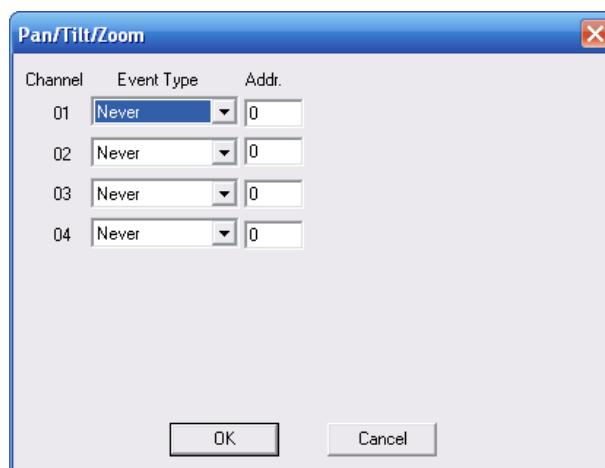 Pan/Tilt/Zoom
Channel Event Type Addr.
01 Never 0
02 Never 0
03 Never 0
04 Never 0
OK Cancel